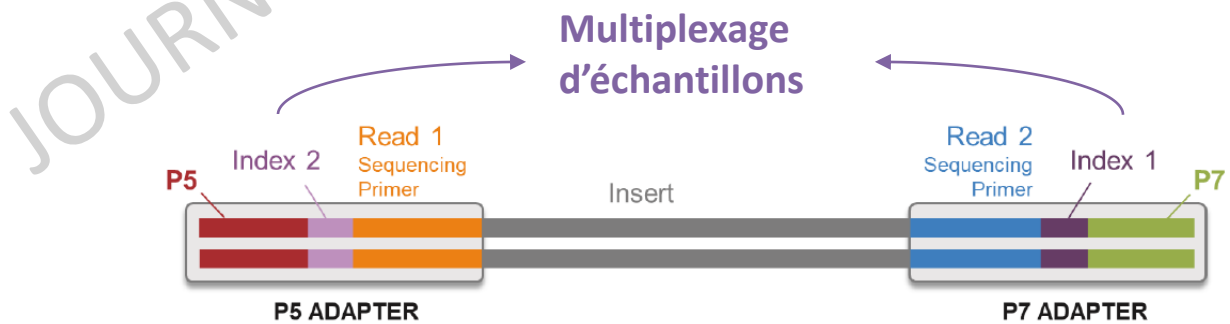 Multiplexage
d'échantillons
JOURN
Read 1
Sequencing
Primer
Index 2
P5
Insert
Read 2
Sequencing
Primer
Index 1
P7
P5 ADAPTER
P7 ADAPTER